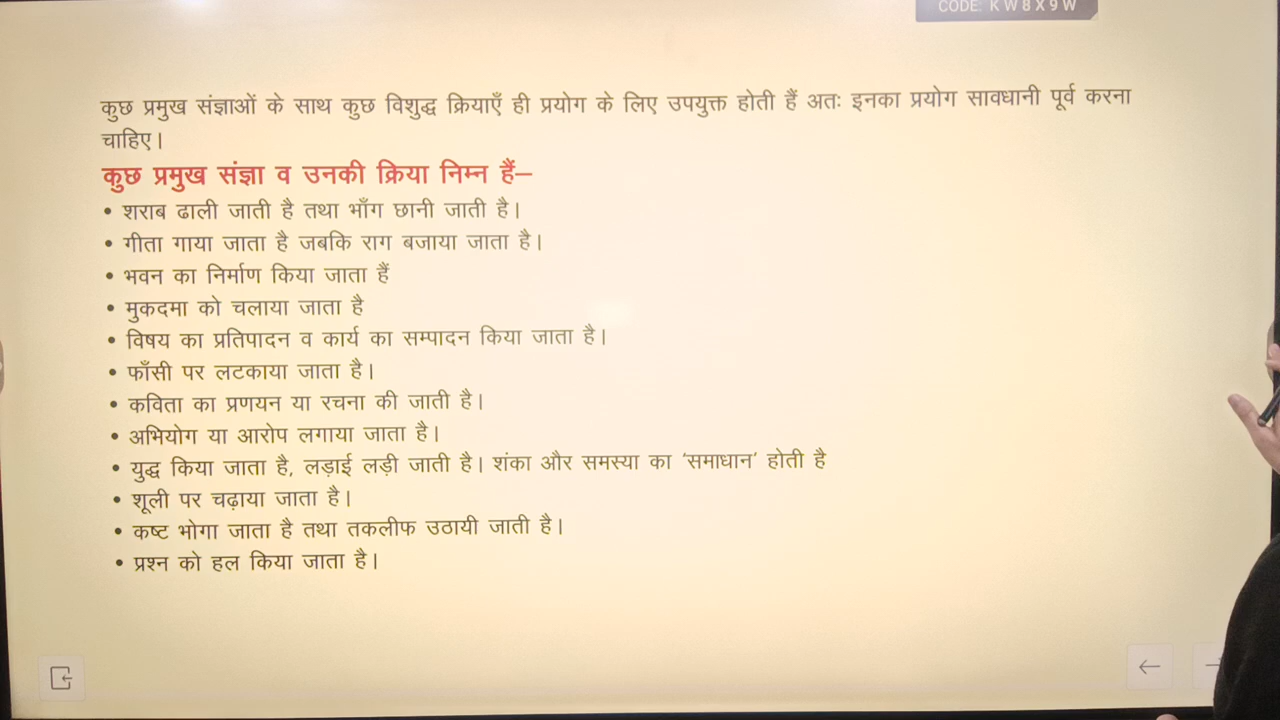 CODE: KW8X9W
कुछ प्रमुख संज्ञाओं के साथ कुछ विशुद्ध क्रियाएँ ही प्रयोग के लिए उपयुक्त होती हैं अतः इनका प्रयोग सावधानी पूर्व करना
चाहिए।
कुछ प्रमुख संज्ञा व उनकी क्रिया निम्न हैं–
• शराब ढाली जाती है तथा भाँग छानी जाती है।
• गीता गाया जाता है जबकि राग बजाया जाता है।
• भवन का निर्माण किया जाता हैं
• मुकदमा को चलाया जाता है
• विषय का प्रतिपादन व कार्य का सम्पादन किया जाता है।
• फाँसी पर लटकाया जाता है।
• कविता का प्रणयन या रचना की जाती है।
• अभियोग या आरोप लगाया जाता है।
• युद्ध किया जाता है, लड़ाई लड़ी जाती है। शंका और समस्या का 'समाधान' होती है
• शूली पर चढ़ाया जाता है।
• कष्ट भोगा जाता है तथा तकलीफ उठायी जाती है।
• प्रश्न को हल किया जाता है।